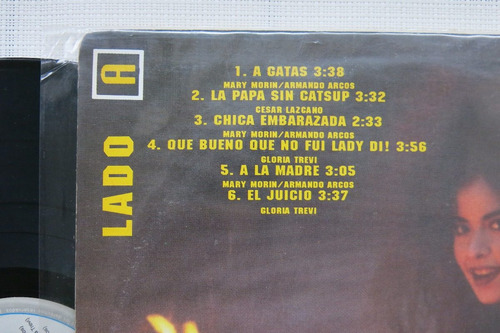 LADO A
1. A GATAS 3:38
MARY MORIN/ARMANDO ARCOS
2. LA PAPA SIN CATSUP 3:32
CESAR LAZCANO
3. CHICA EMBARAZADA 2:33
MARY MORIN/ARMANDO ARCOS
4. QUE BUENO QUE NO FUI LADY DI! 3:56
GLORIA TREVI
5. A LA MADRE 3:05
MARY MORIN/ARMANDO ARCOS
6. EL JUICIO 3:37
GLORIA TREVI